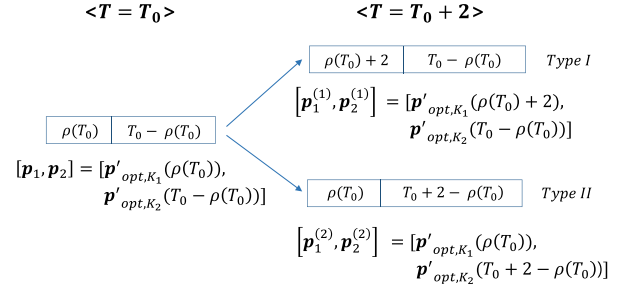 <T = T₀>
<T = T₀ + 2>
ρ(T₀) + 2 T₀ − ρ(T₀) Type I
[p₁⁽¹⁾, p₂⁽¹⁾] = [p′ₒₚₜ,K₁(ρ(T₀) + 2),
p′ₒₚₜ,K₂(T₀ − ρ(T₀))]
ρ(T₀) T₀ − ρ(T₀)
[p₁, p₂] = [p′ₒₚₜ,K₁(ρ(T₀)),
p′ₒₚₜ,K₂(T₀ − ρ(T₀))]
ρ(T₀) T₀ + 2 − ρ(T₀) Type II
[p₁⁽²⁾, p₂⁽²⁾] = [p′ₒₚₜ,K₁(ρ(T₀)),
p′ₒₚₜ,K₂(T₀ + 2 − ρ(T₀))]